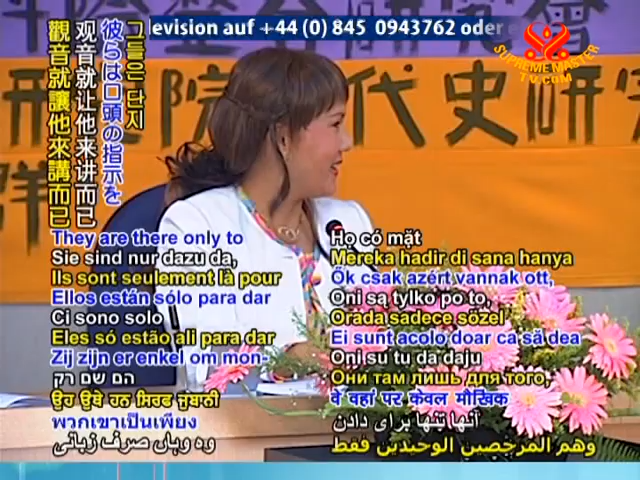 levision auf +44 (0) 845 0943762 oder e
SUPREME MASTER
TV.COM
代史研究
觀音就讓他來講而已
观音就让他来讲而已
彼らは口頭の指示を
그들은 단지
They are there only to
Sie sind nur dazu da,
Ils sont seulement là pour
Ellos están sólo para dar
Ci sono solo
Eles só estão ali para dar
Zij zijn er enkel om mon-
הם שם רק
ਉਹ ਉਥੇ ਹਨ ਸਿਰਫ ਜ਼ੁਬਾਨੀ
พวกเขาเป็นเพียง
وہ وہاں صرف زبانی
Họ có mặt
Mereka hadir di sana hanya
Ők csak azért vannak ott,
Oni są tylko po to,
Orada sadece sözel
Ei sunt acolo doar ca să dea
Oni su tu da daju
Они там лишь для того,
वे वहां पर केवल मौखिक
آنها تنها برای دادن
وهم المرخصين الوحيدين فقط